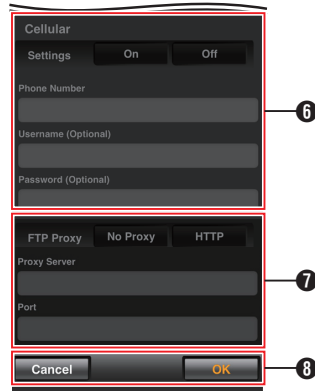 Cellular
Settings On Off
Phone Number
Username (Optional)
Password (Optional)
6
FTP Proxy No Proxy HTTP
Proxy Server
Port
7
Cancel OK
8